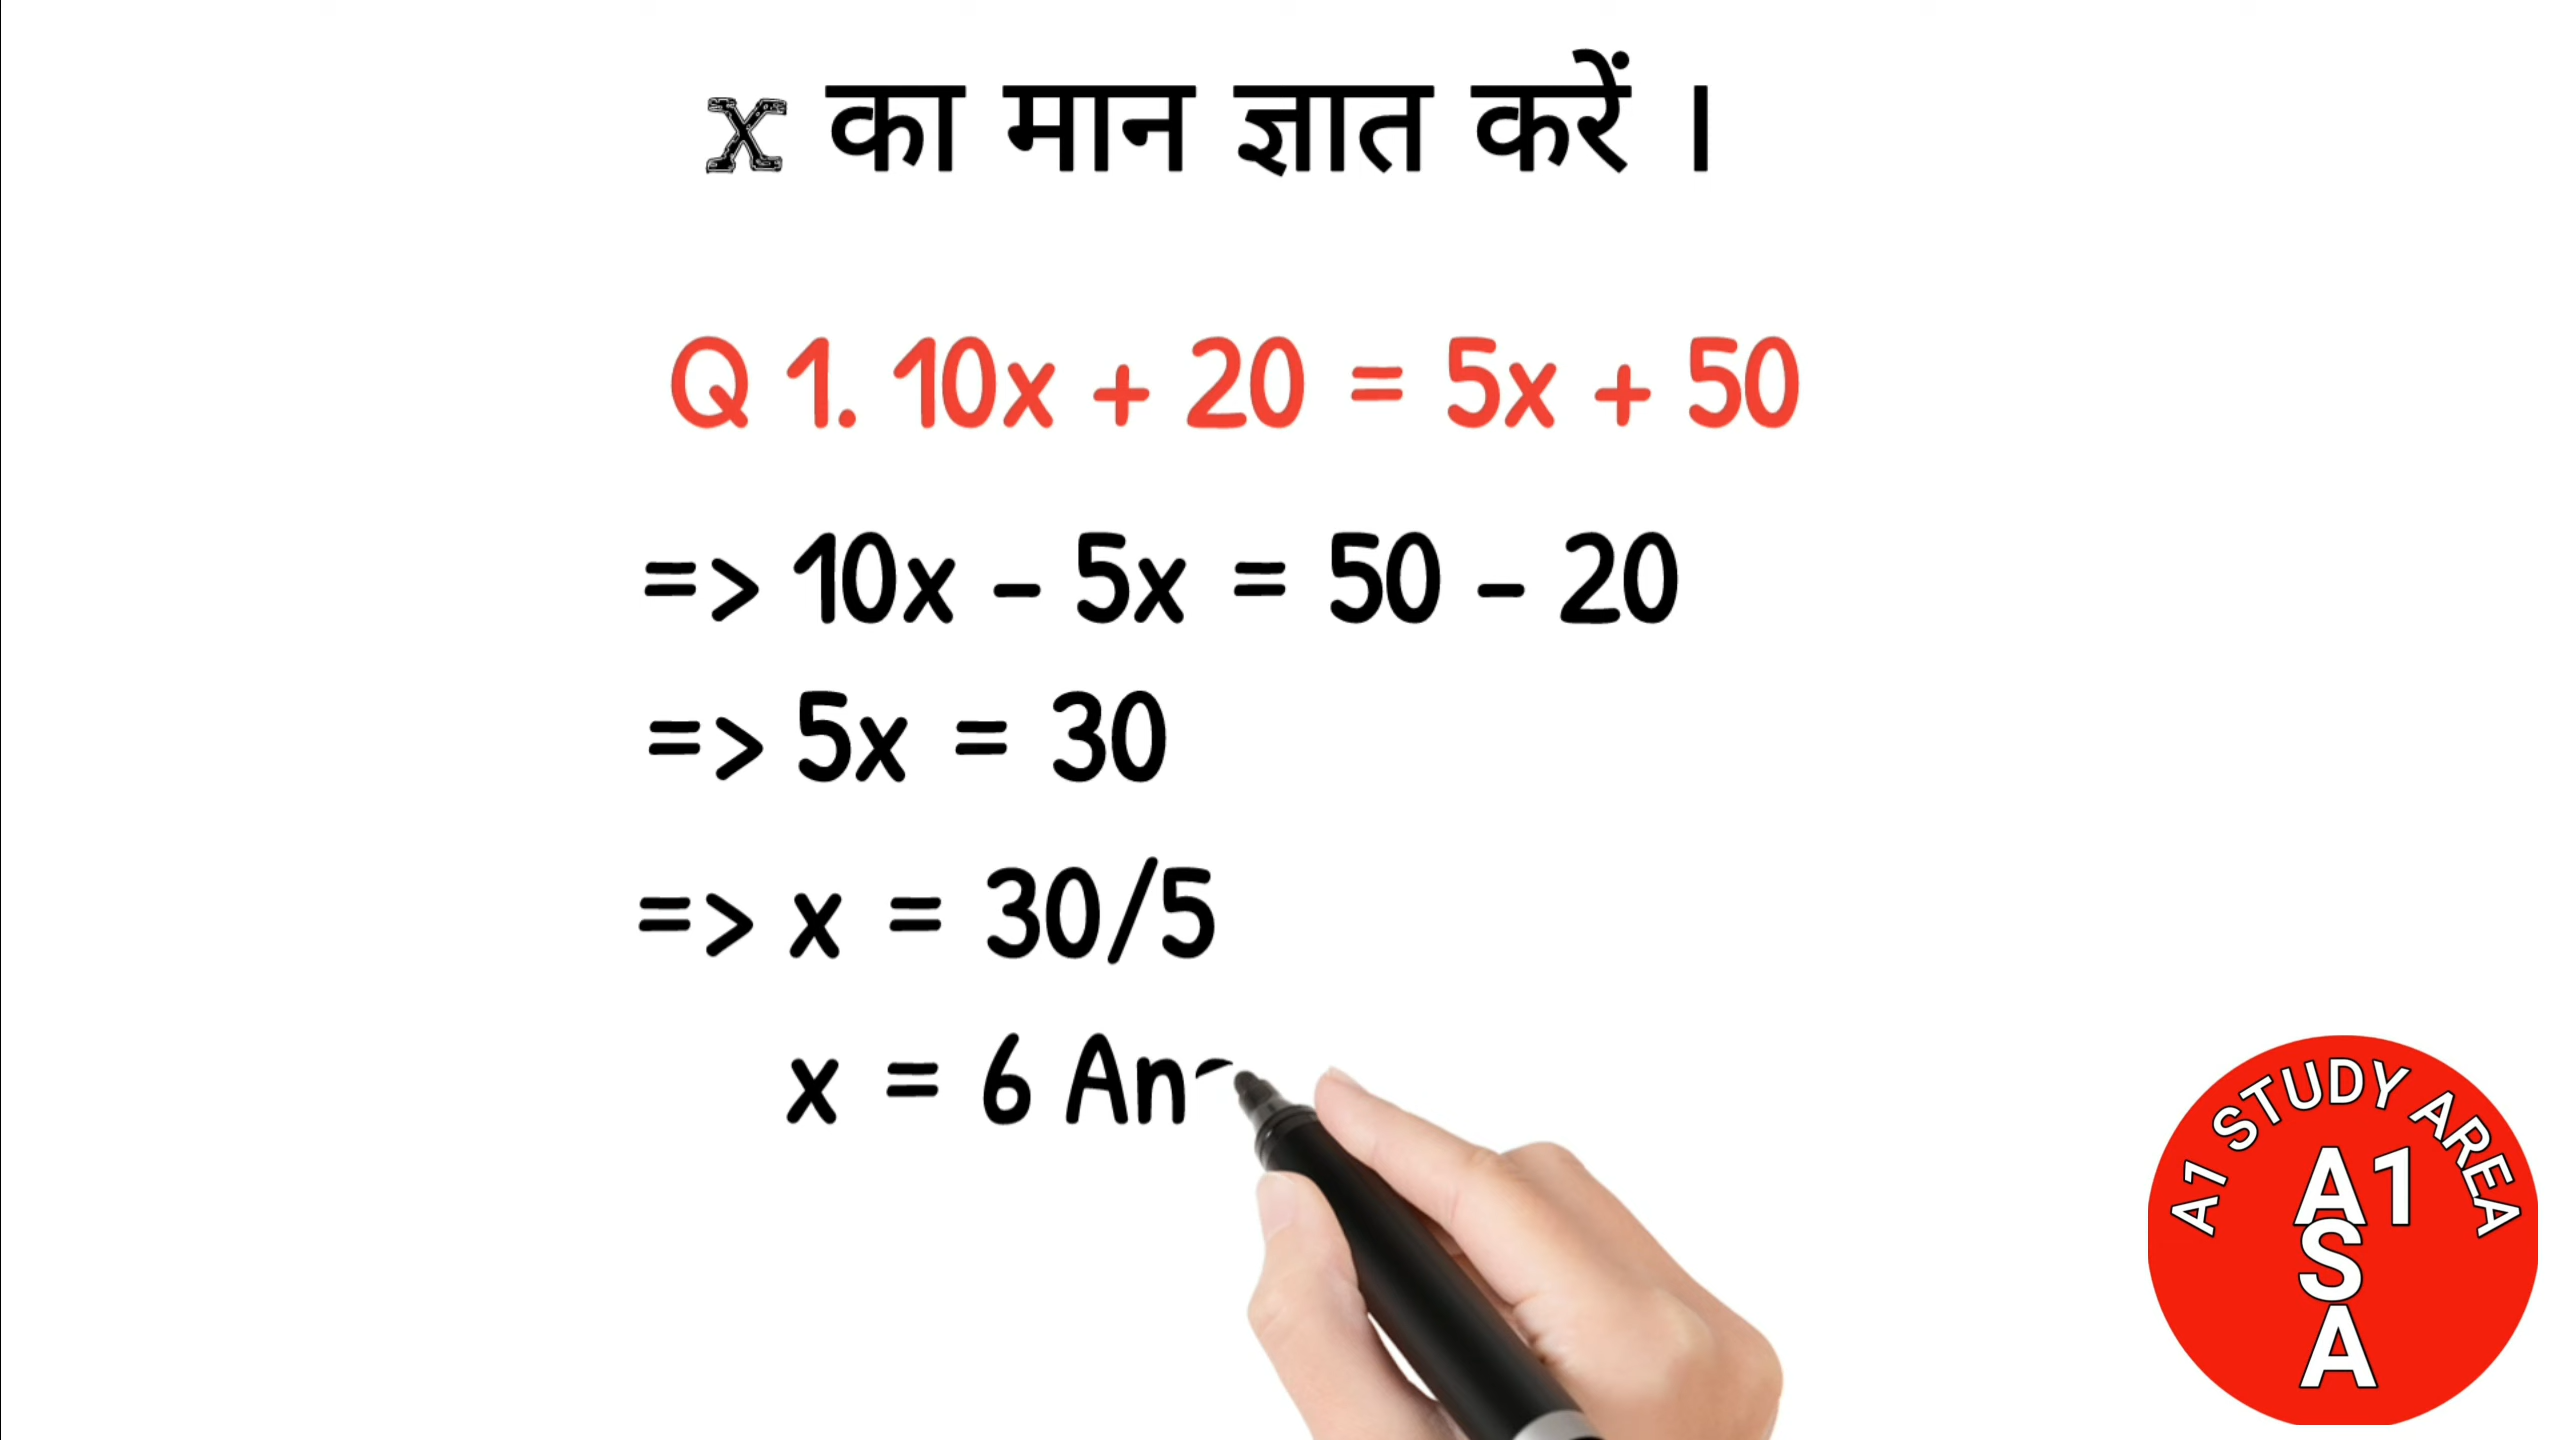 x का मान ज्ञात करें ।
Q 1. 10x + 20 = 5x + 50
=> 10x - 5x = 50 - 20
=> 5x = 30
=> x = 30/5
x = 6 An
A1 STUDY AREA
A1
S
A